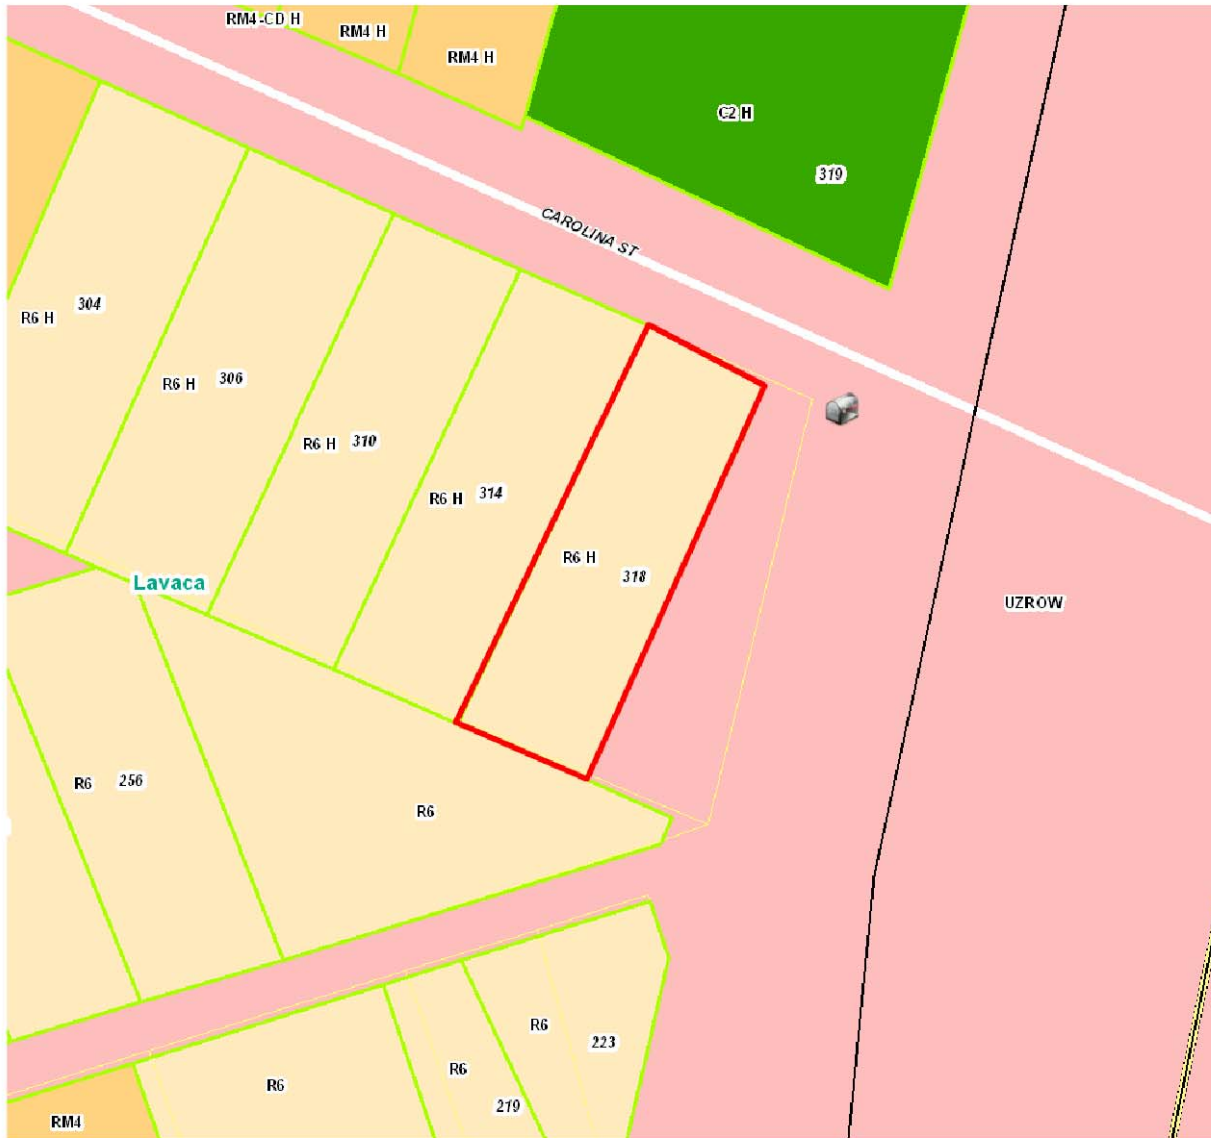 RM4-CD H
RM4 H
RM4 H
C2 H
319
CAROLINA ST
304
R6 H
306
R6 H
310
R6 H
314
R6 H
R6 H
318
Lavaca
UZROW
R6
256
R6
R6
223
R6
R6
219
RM4